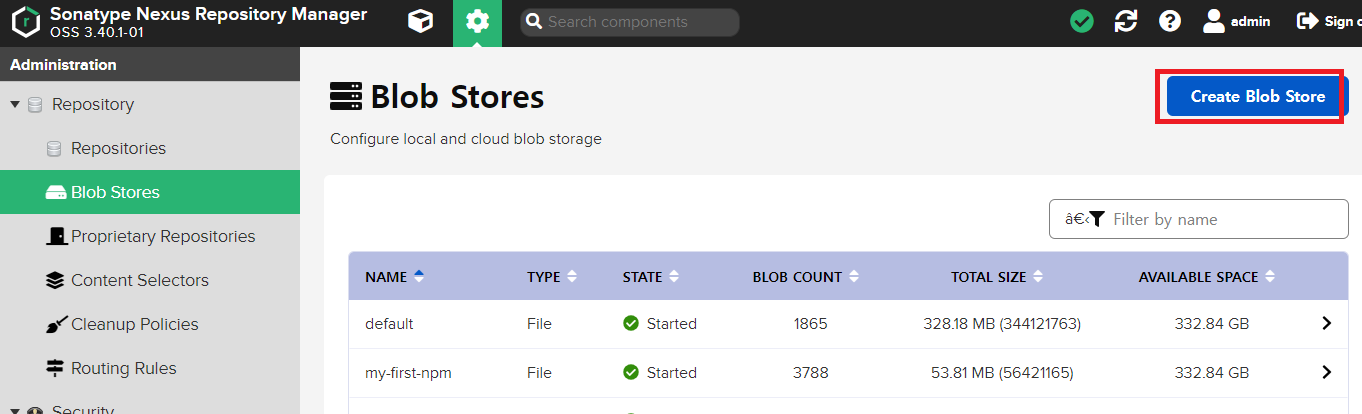 Sonatype Nexus Repository Manager
OSS 3.40.1-01
Search components
admin
Sign
Administration
Repository
Repositories
Blob Stores
Proprietary Repositories
Content Selectors
Cleanup Policies
Routing Rules
Security
Blob Stores
Create Blob Store
Configure local and cloud blob storage
â€‹ Filter by name
NAME TYPE STATE BLOB COUNT TOTAL SIZE AVAILABLE SPACE
default File Started 1865 328.18 MB (344121763) 332.84 GB
my-first-npm File Started 3788 53.81 MB (56421165) 332.84 GB